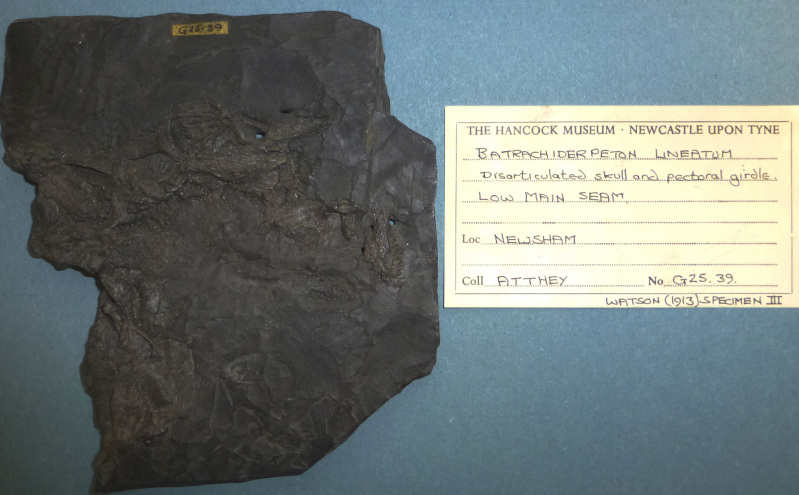 G25.39
THE HANCOCK MUSEUM · NEWCASTLE UPON TYNE
BATRACHIDERPETON LINEATUM
Disarticulated skull and pectoral girdle.
LOW MAIN SEAM.
Loc NEWSHAM
Coll ATTHEY No G25.39.
WATSON (1913) SPECIMEN III